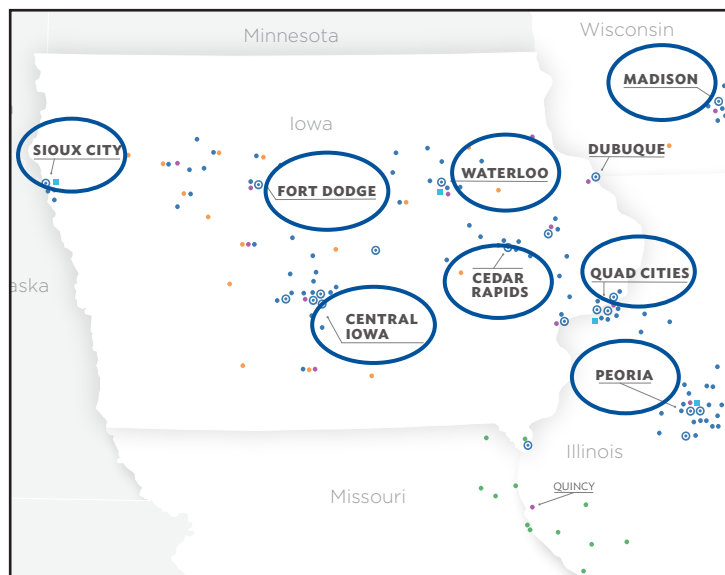 Minnesota
Wisconsin
MADISON
Iowa
SIOUX CITY
DUBUQUE
WATERLOO
FORT DODGE
QUAD CITIES
CEDAR
RAPIDS
aska
CENTRAL
IOWA
PEORIA
Illinois
Missouri
QUINCY